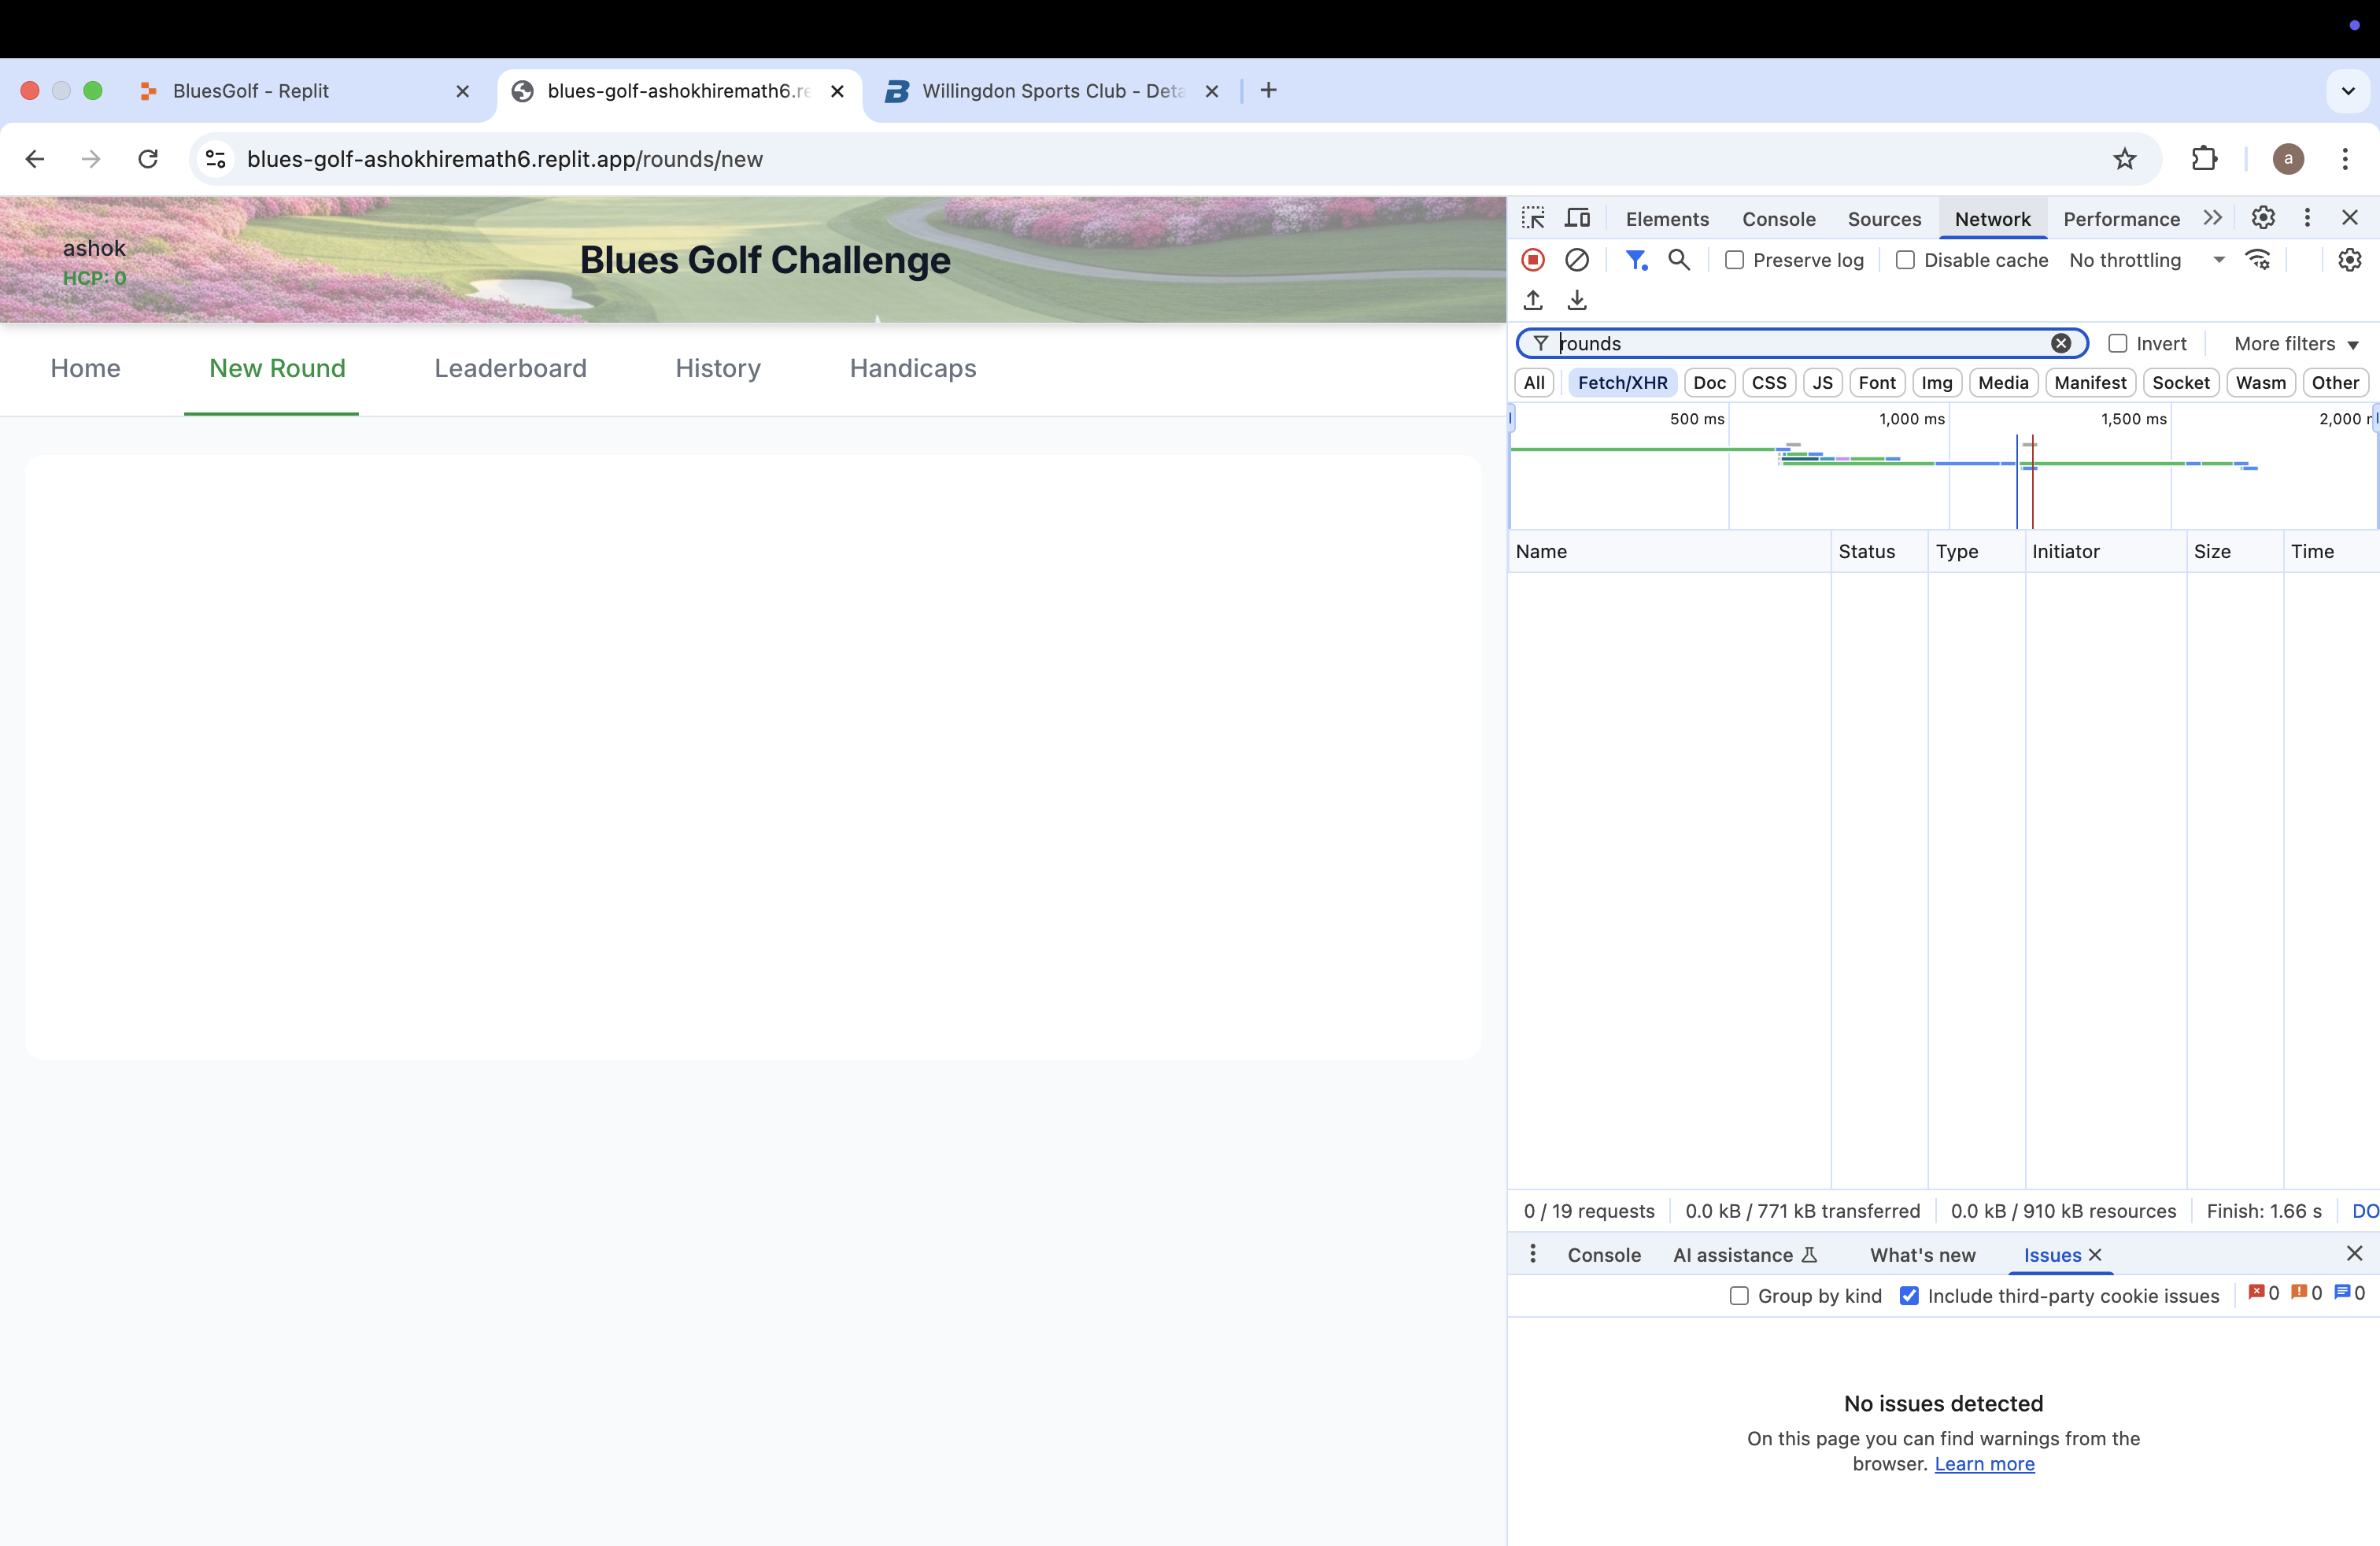 BluesGolf - Replit
blues-golf-ashokhiremath6.re
Willingdon Sports Club - Deta
blues-golf-ashokhiremath6.replit.app/rounds/new
a
ashok
HCP: 0
Blues Golf Challenge
Home
New Round
Leaderboard
History
Handicaps
Elements
Console
Sources
Network
Performance
Preserve log
Disable cache
No throttling
rounds
Invert
More filters
All
Fetch/XHR
Doc
CSS
JS
Font
Img
Media
Manifest
Socket
Wasm
Other
500 ms
1,000 ms
1,500 ms
2,000 r
Name
Status
Type
Initiator
Size
Time
0 / 19 requests
0.0 kB / 771 kB transferred
0.0 kB / 910 kB resources
Finish: 1.66 s
DO
Console
AI assistance
What's new
Issues
Group by kind
Include third-party cookie issues
0
0
0
No issues detected
On this page you can find warnings from the
browser. Learn more